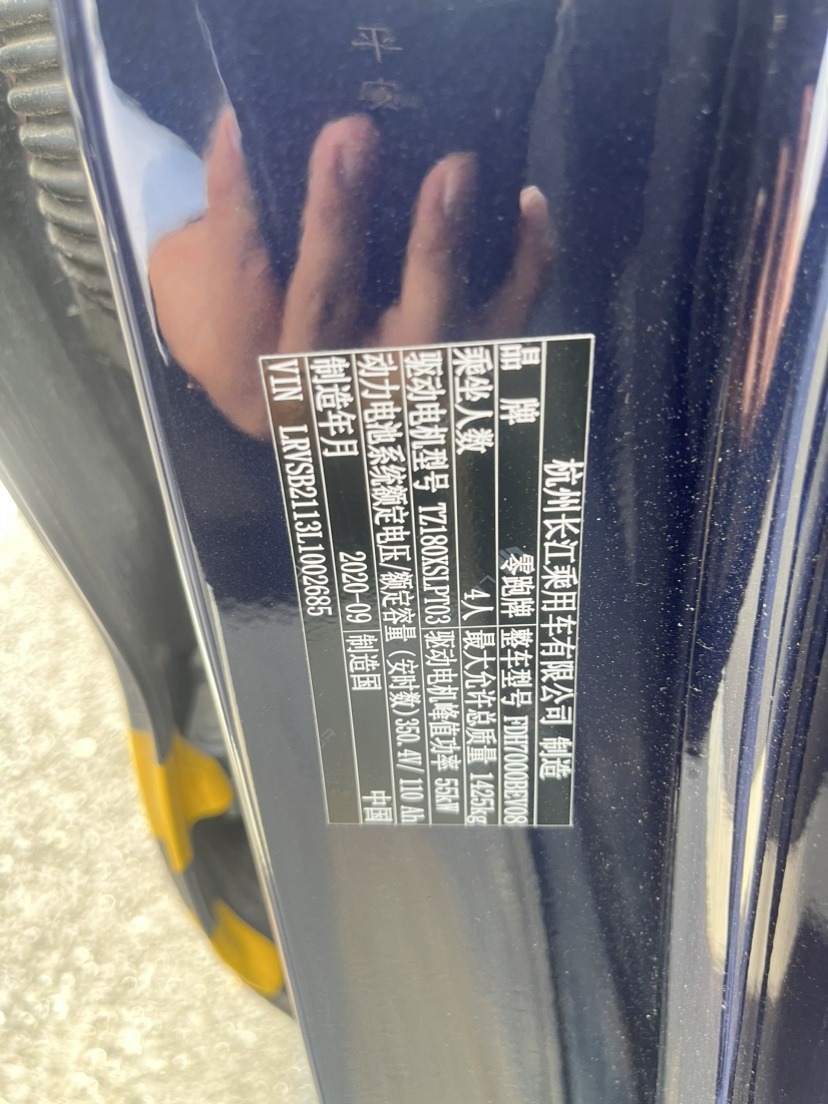 平安
杭州长江乘用车有限公司 制造
品 牌 零跑牌 整车型号 FDH7000BEV08
乘坐人数 4人 最大允许总质量 1425kg
驱动电机型号 TZ180XSLPT03 驱动电机峰值功率 55kW
动力电池系统额定电压/额定容量(安时数) 350.4V/ 110 Ah
制造年月 2020-09 制造国 中国
VIN LRVSB2113L1002685